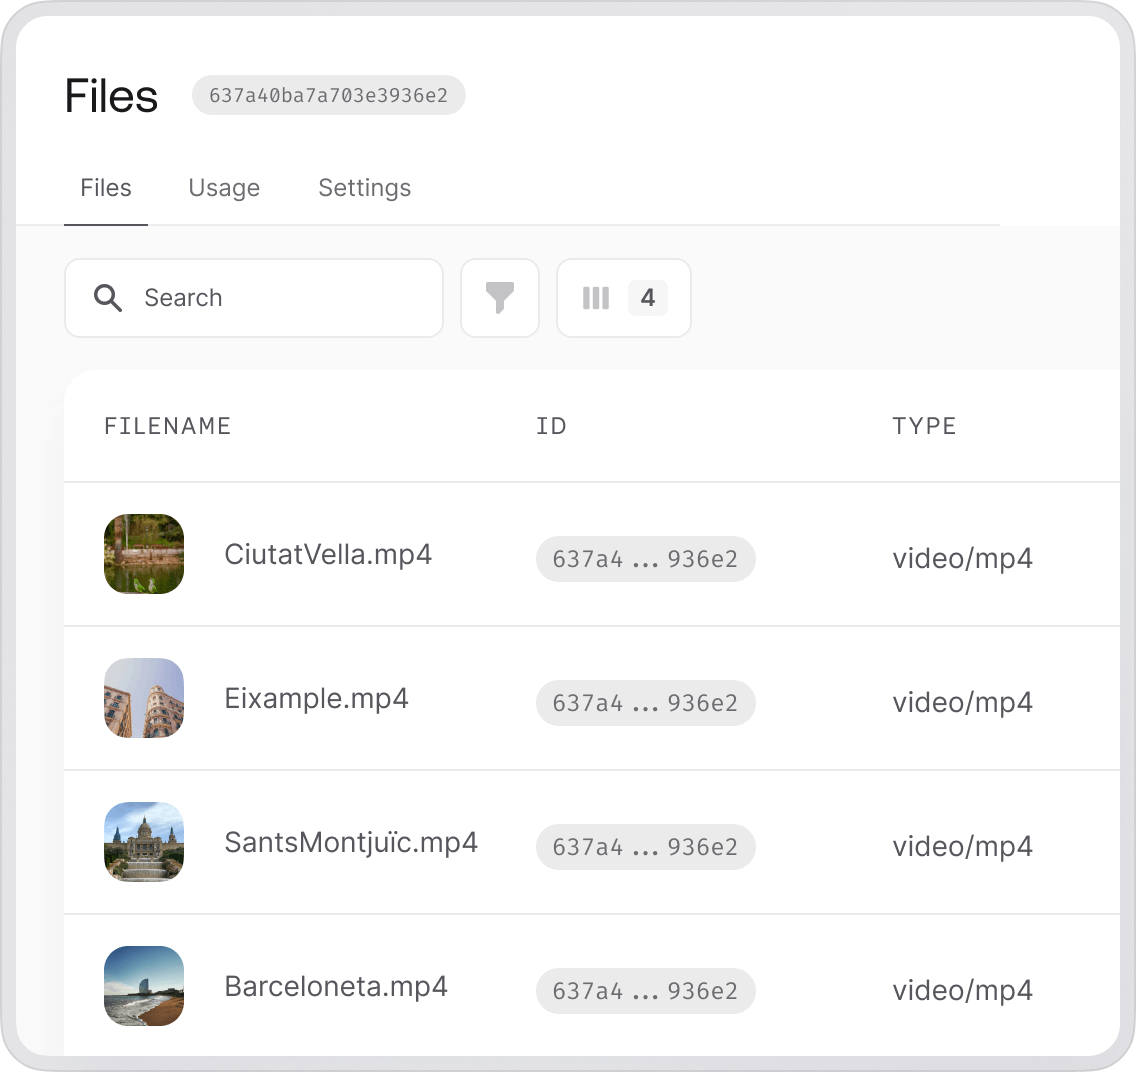 Files 637a40ba7a703e3936e2
Files Usage Settings
Search 4
FILENAME ID TYPE
CiutatVella.mp4 637a4 ... 936e2 video/mp4
Eixample.mp4 637a4 ... 936e2 video/mp4
SantsMontjuïc.mp4 637a4 ... 936e2 video/mp4
Barceloneta.mp4 637a4 ... 936e2 video/mp4